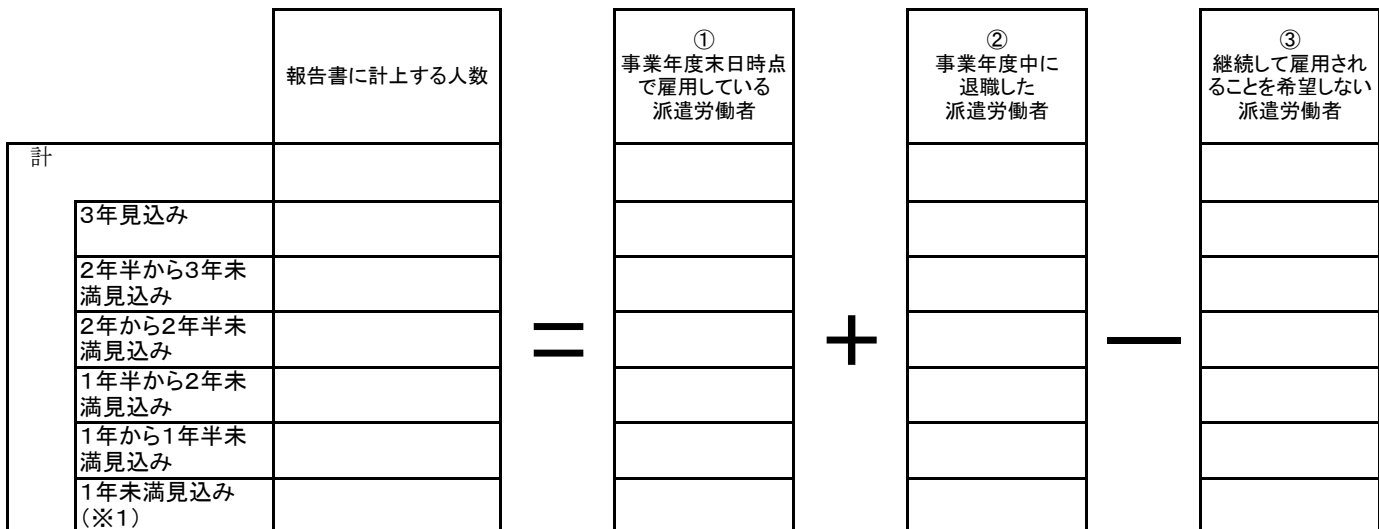 報告書に計上する人数
①
事業年度末日時点
で雇用している
派遣労働者
②
事業年度中に
退職した
派遣労働者
③
継続して雇用され
ることを希望しない
派遣労働者
計
3年見込み
2年半から3年未
満見込み
2年から2年半未
満見込み
1年半から2年未
満見込み
1年から1年半未
満見込み
1年未満見込み
(※1)
=
+
―